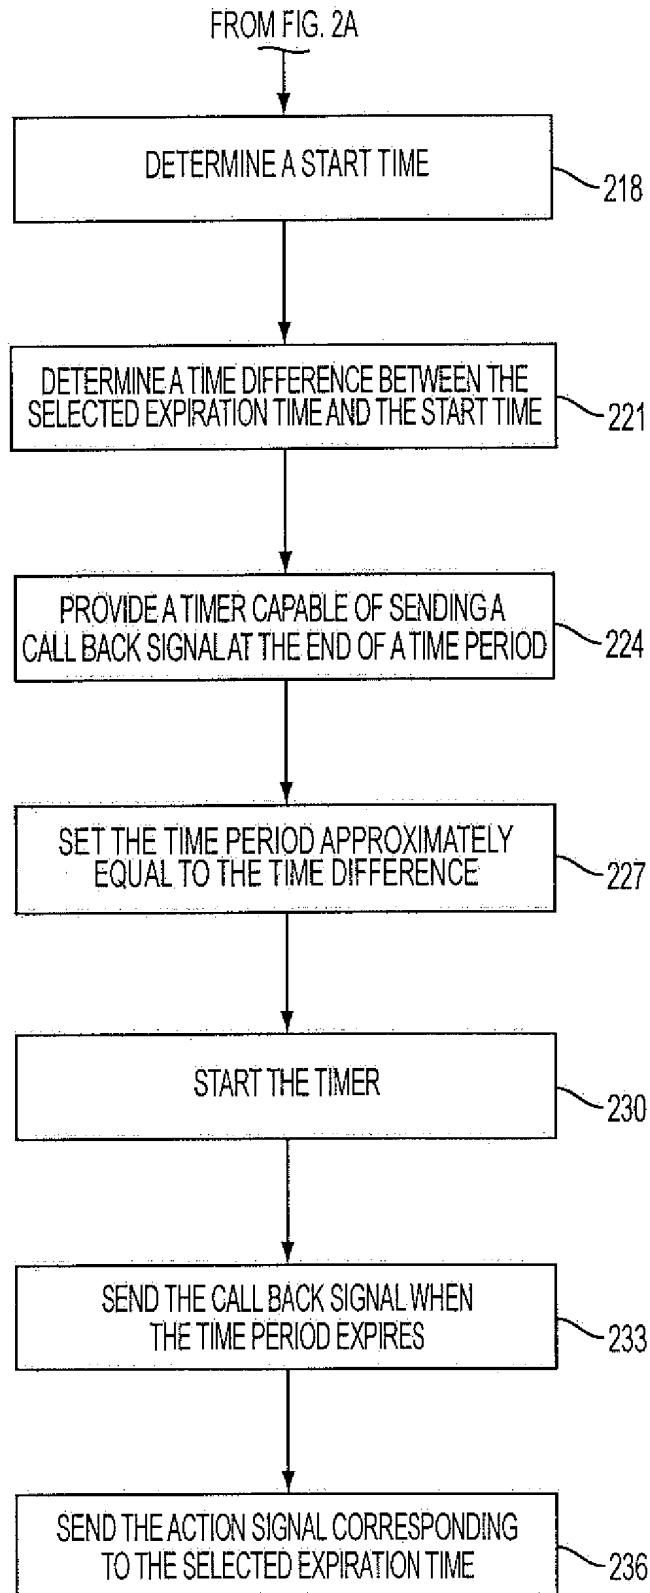 FROM FIG. 2A
DETERMINE A START TIME
218
DETERMINE A TIME DIFFERENCE BETWEEN THE
SELECTED EXPIRATION TIME AND THE START TIME
221
PROVIDE A TIMER CAPABLE OF SENDING A
CALL BACK SIGNAL AT THE END OF A TIME PERIOD
224
SET THE TIME PERIOD APPROXIMATELY
EQUAL TO THE TIME DIFFERENCE
227
START THE TIMER
230
SEND THE CALL BACK SIGNAL WHEN
THE TIME PERIOD EXPIRES
233
SEND THE ACTION SIGNAL CORRESPONDING
TO THE SELECTED EXPIRATION TIME
236